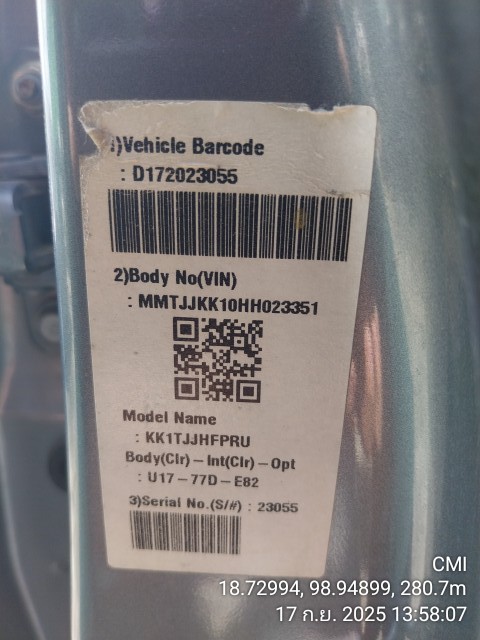 1)Vehicle Barcode
: D172023055
2)Body No(VIN)
: MMTJJKK10HH023351
Model Name
: KK1TJJHFPRU
Body(Clr)-Int(Clr)-Opt
: U17-77D-E82
3)Serial No.(S/#) : 23055
CMI
18.72994, 98.94899, 280.7m
17 ก.ย. 2025 13:58:07